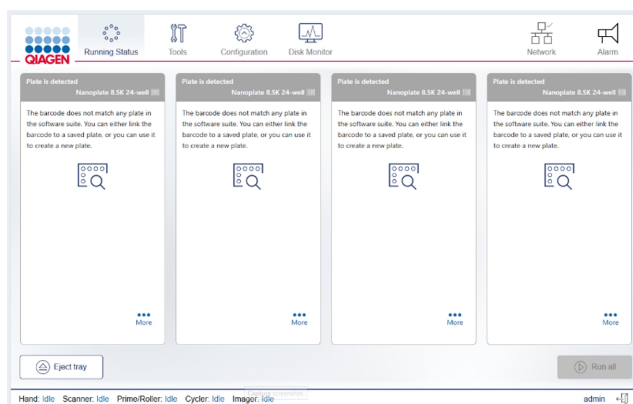 QIAGEN
Running Status
Tools
Configuration
Disk Monitor
Network
Alarm
Plate is detected
Nanoplate 8.5K 24-well
The barcode does not match any plate in
the software suite. You can either link the
barcode to a saved plate, or you can use it
to create a new plate.
More
Plate is detected
Nanoplate 8.5K 24-well
The barcode does not match any plate in
the software suite. You can either link the
barcode to a saved plate, or you can use it
to create a new plate.
More
Plate is detected
Nanoplate 8.5K 24-well
The barcode does not match any plate in
the software suite. You can either link the
barcode to a saved plate, or you can use it
to create a new plate.
More
Plate is detected
Nanoplate 8.5K 24-well
The barcode does not match any plate in
the software suite. You can either link the
barcode to a saved plate, or you can use it
to create a new plate.
More
Eject tray
Run all
Hand: Idle Scanner: Idle Prime/Roller: Idle Cycler: Idle Imager: Idle
admin